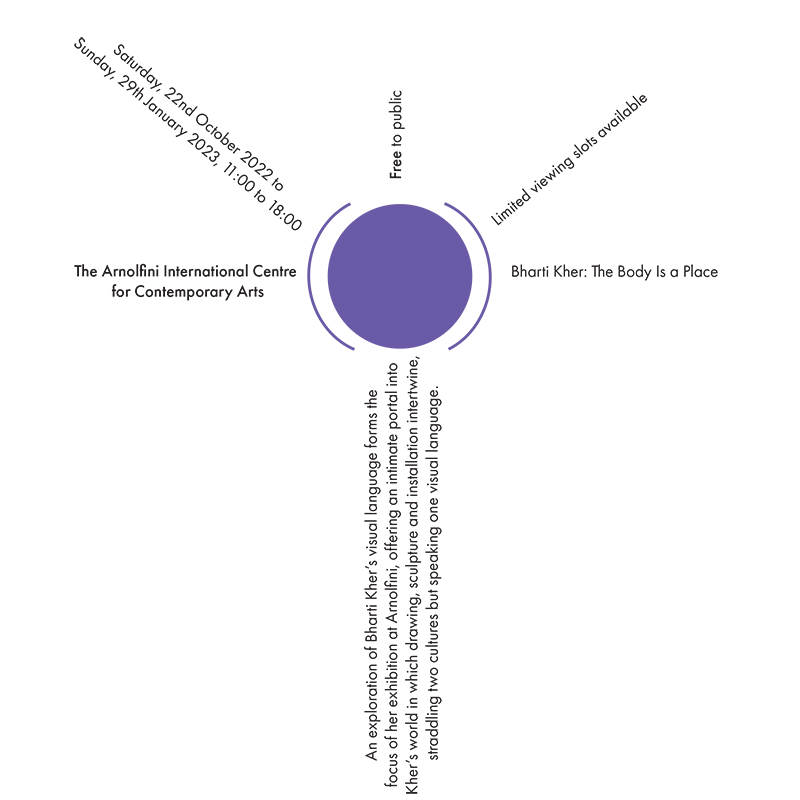 Saturday, 22nd October 2022 to
Sunday, 29th January 2023, 11:00 to 18:00
Free to public
Limited viewing slots available
The Arnolfini International Centre
for Contemporary Arts
Bharti Kher: The Body Is a Place
An exploration of Bharti Kher's visual language forms the
focus of her exhibition at Arnolfini, offering an intimate portal into
Kher's world in which drawing, sculpture and installation intertwine,
straddling two cultures but speaking one visual language.